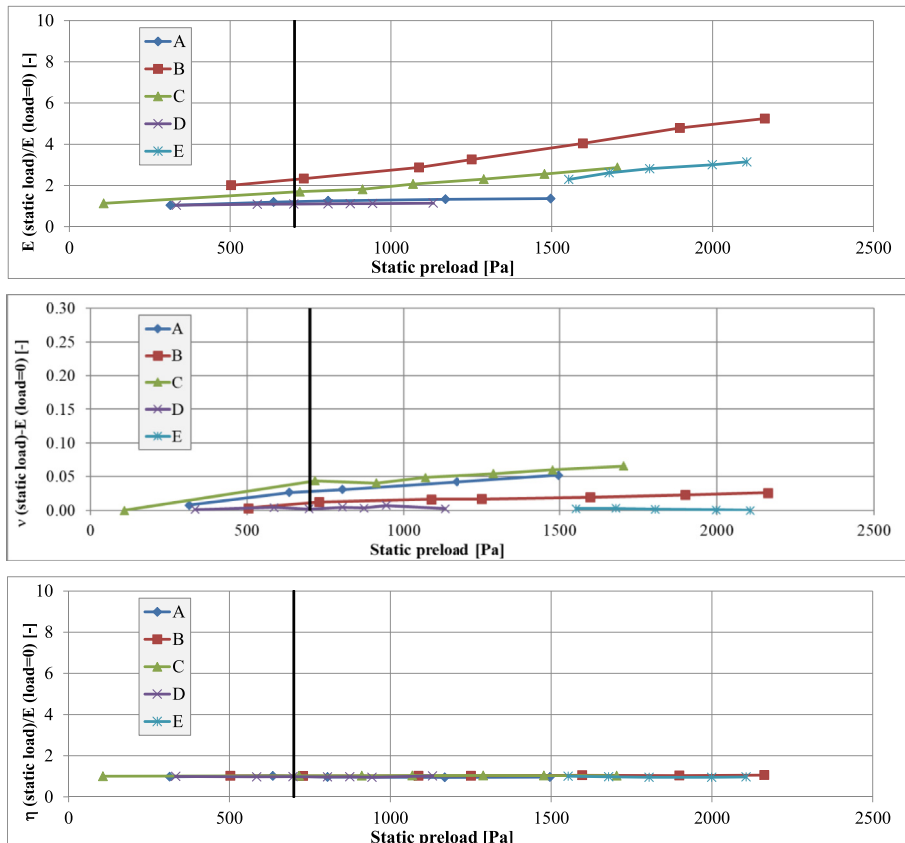 E (static load)/E (load=0) [-]
10
8
6
4
2
0
A
B
C
D
E
0 500 1000 1500 2000 2500
Static preload [Pa]
ν (static load)-E (load=0) [-]
0.30
0.25
0.20
0.15
0.10
0.05
0.00
A
B
C
D
E
0 500 1000 1500 2000 2500
Static preload [Pa]
η (static load)/E (load=0) [-]
10
8
6
4
2
0
A
B
C
D
E
0 500 1000 1500 2000 2500
Static preload [Pa]